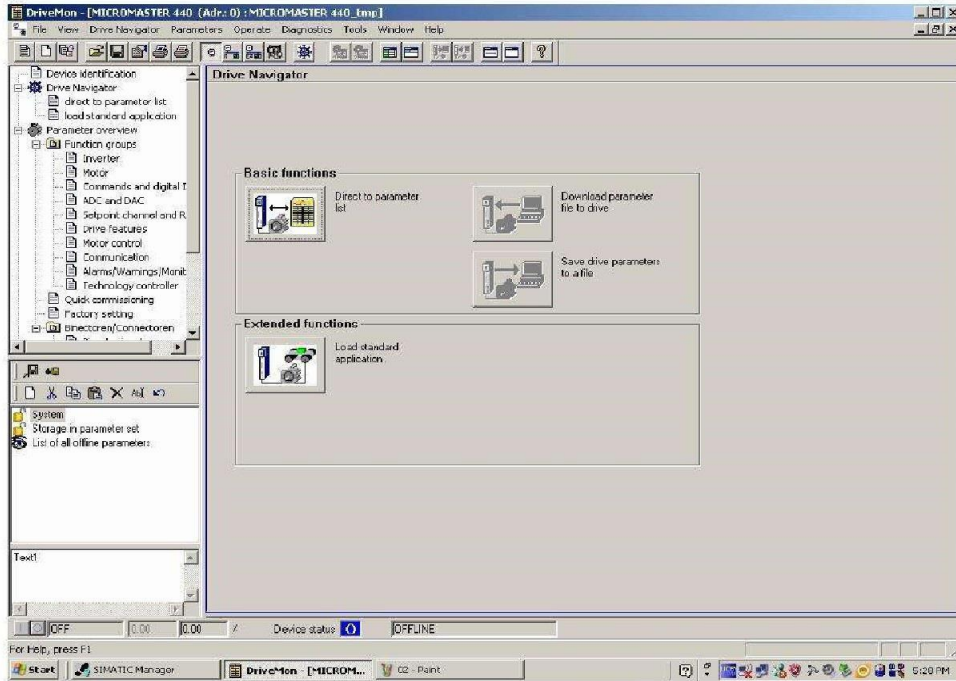 DriveMon - [MICROMASTER 440 (Adr.: 0) : MICROMASTER 440_tmp]
File View Drive Navigator Parameters Operate Diagnostics Tools Window Help
Device identification
Drive Navigator
direct to parameter list
load standard application
Parameter overview
Function groups
Inverter
Motor
Commands and digital I
ADC and DAC
Setpoint channel and R
Drive features
Motor control
Communication
Alarms/Warnings/Monit
Technology controller
Quick commissioning
Factory setting
Binectoren/Connectoren
System
Storage in parameter set
List of all offline parameters
Text1
Drive Navigator
Basic functions
Direct to parameter
list
Download parameter
file to drive
Save drive parameters
to a file
Extended functions
Load standard
application
OFF 0.00 0.00 / Device status OFFLINE
For Help, press F1
Start SIMATIC Manager DriveMon - [MICROM... 02 - Paint 5:20 PM